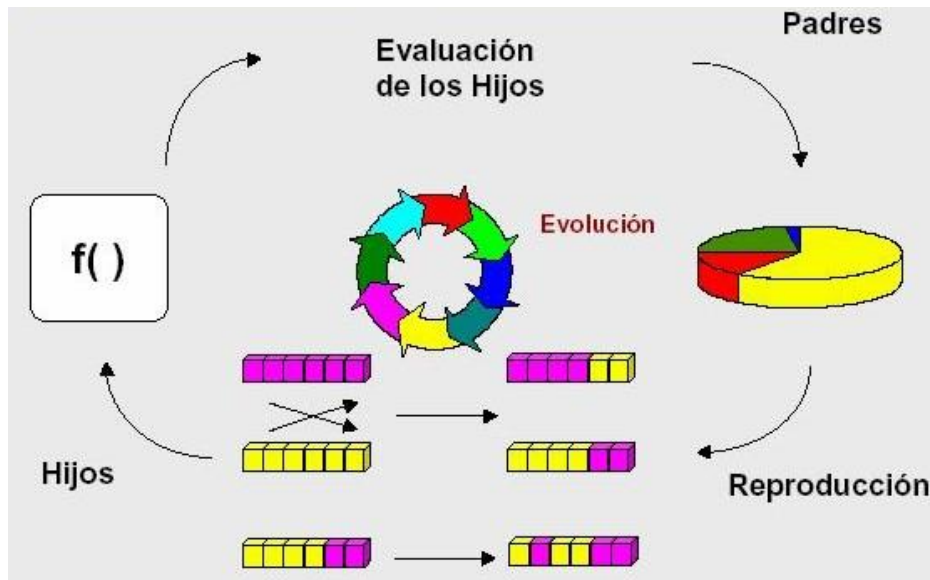 Padres
Evaluación
de los Hijos
Evolución
f( )
Hijos
Reproducción